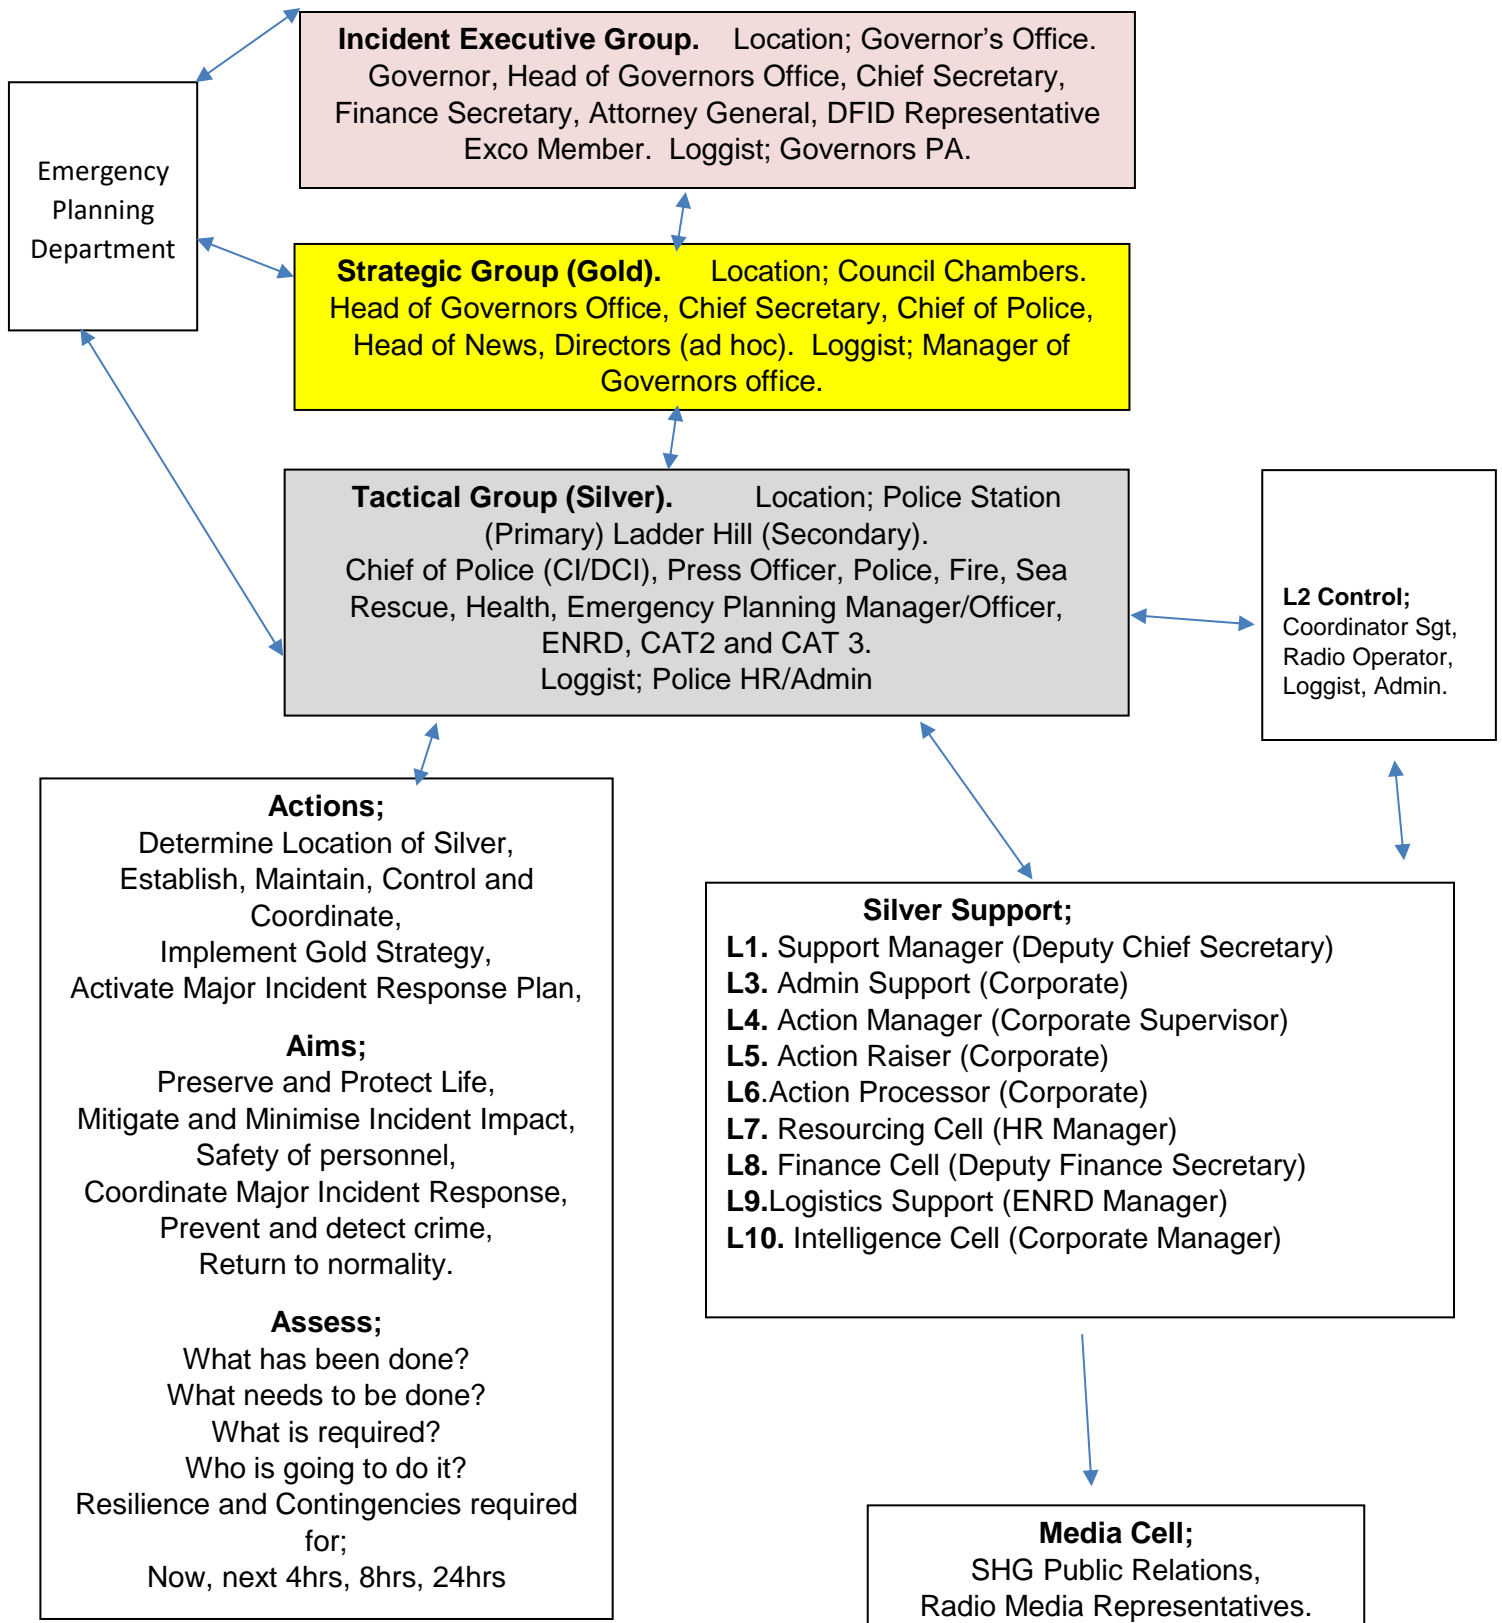 Incident Executive Group. Location; Governor’s Office.
Governor, Head of Governors Office, Chief Secretary,
Finance Secretary, Attorney General, DFID Representative
Exco Member. Loggist; Governors PA.
Emergency
Planning
Department
Strategic Group (Gold). Location; Council Chambers.
Head of Governors Office, Chief Secretary, Chief of Police,
Head of News, Directors (ad hoc). Loggist; Manager of
Governors office.
Tactical Group (Silver). Location; Police Station
(Primary) Ladder Hill (Secondary).
Chief of Police (CI/DCI), Press Officer, Police, Fire, Sea
Rescue, Health, Emergency Planning Manager/Officer,
ENRD, CAT2 and CAT 3.
Loggist; Police HR/Admin
L2 Control;
Coordinator Sgt,
Radio Operator,
Loggist, Admin.
Actions;
Determine Location of Silver,
Establish, Maintain, Control and
Coordinate,
Implement Gold Strategy,
Activate Major Incident Response Plan,
Aims;
Preserve and Protect Life,
Mitigate and Minimise Incident Impact,
Safety of personnel,
Coordinate Major Incident Response,
Prevent and detect crime,
Return to normality.
Assess;
What has been done?
What needs to be done?
What is required?
Who is going to do it?
Resilience and Contingencies required
for;
Now, next 4hrs, 8hrs, 24hrs
Silver Support;
L1. Support Manager (Deputy Chief Secretary)
L3. Admin Support (Corporate)
L4. Action Manager (Corporate Supervisor)
L5. Action Raiser (Corporate)
L6.Action Processor (Corporate)
L7. Resourcing Cell (HR Manager)
L8. Finance Cell (Deputy Finance Secretary)
L9.Logistics Support (ENRD Manager)
L10. Intelligence Cell (Corporate Manager)
Media Cell;
SHG Public Relations,
Radio Media Representatives.